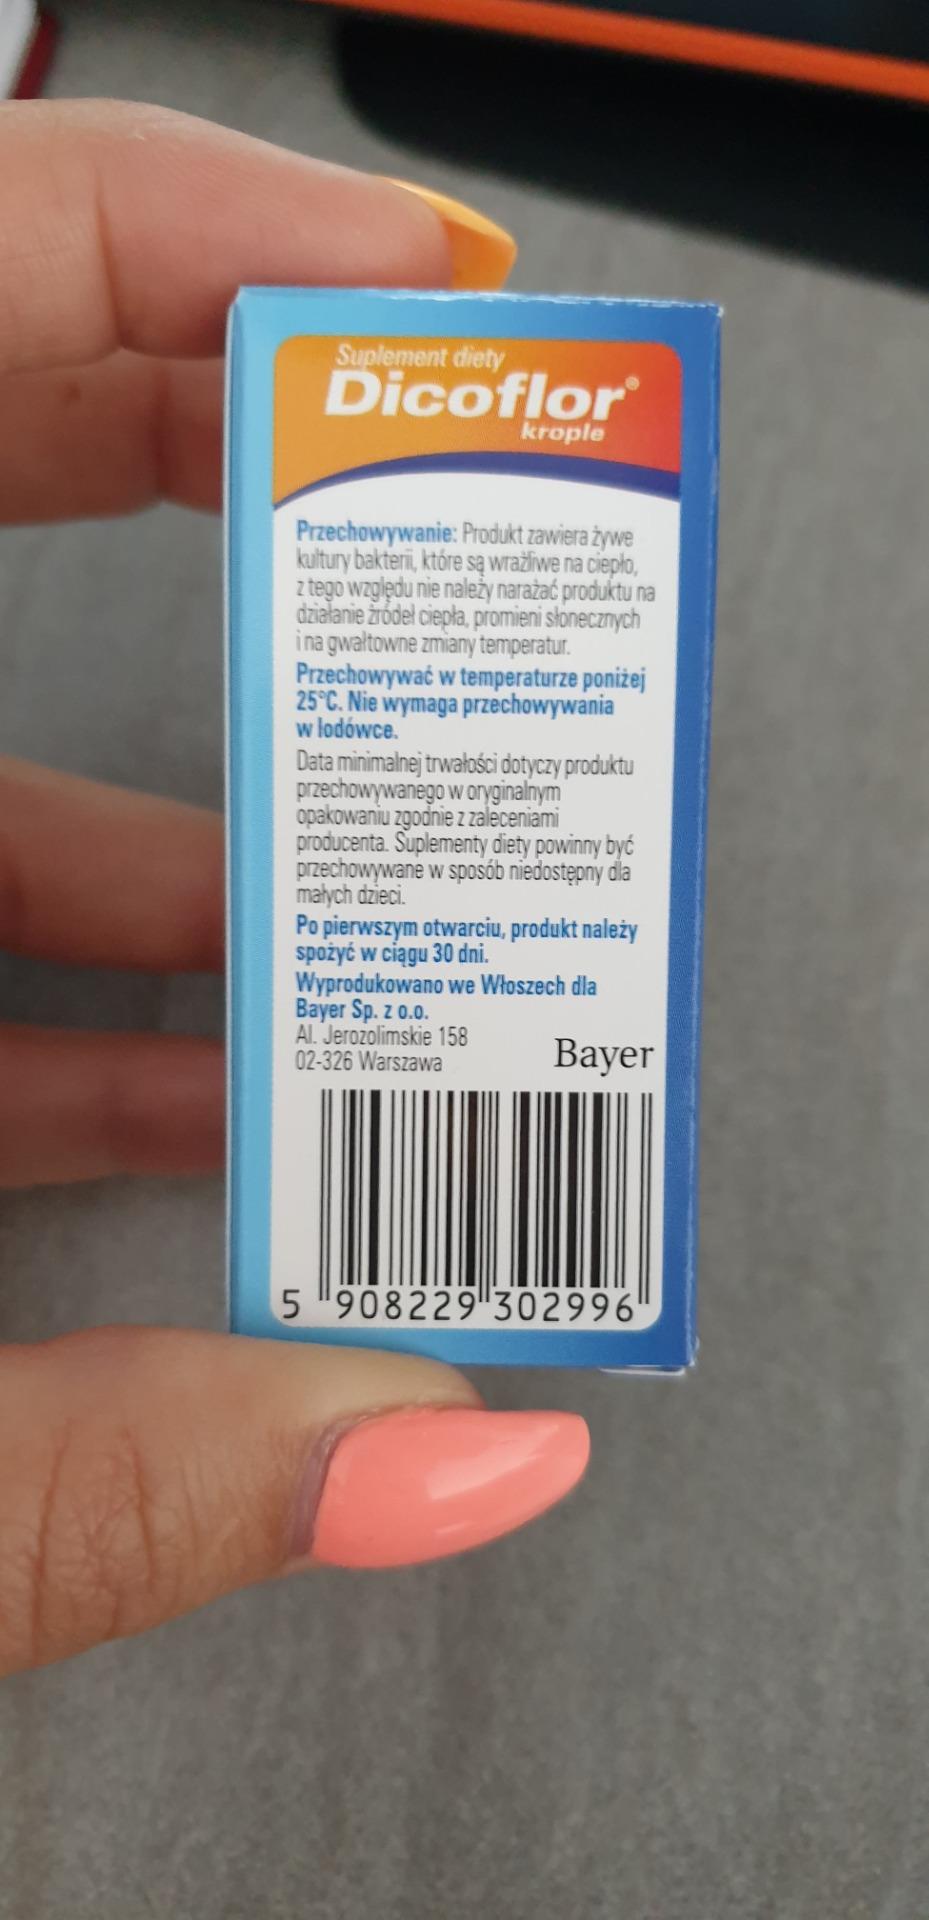 Suplement diety
Dicoflor®
krople
Przechowywanie: Produkt zawiera żywe
kultury bakterii, które są wrażliwe na ciepło,
z tego względu nie należy narażać produktu na
działanie źródeł ciepła, promieni słonecznych
i na gwałtowne zmiany temperatur.
Przechowywać w temperaturze poniżej
25°C. Nie wymaga przechowywania
w lodówce.
Data minimalnej trwałości dotyczy produktu
przechowywanego w oryginalnym
opakowaniu zgodnie z zaleceniami
producenta. Suplementy diety powinny być
przechowywane w sposób niedostępny dla
małych dzieci.
Po pierwszym otwarciu, produkt należy
spożyć w ciągu 30 dni.
Wyprodukowano we Włoszech dla
Bayer Sp. z o.o.
Al. Jerozolimskie 158
02-326 Warszawa
Bayer
5 908229 302996